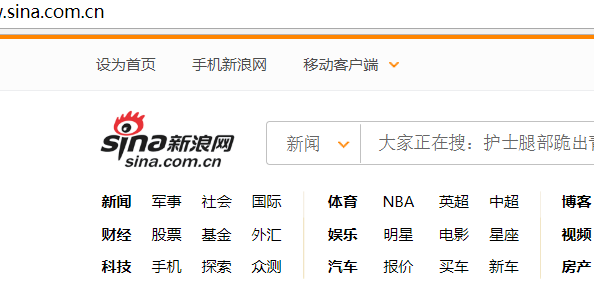 .sina.com.cn
设为首页 手机新浪网 移动客户端
sina新浪网
sina.com.cn
新闻 大家正在搜：护士腿部跪出青
新闻 军事 社会 国际 体育 NBA 英超 中超 博客
财经 股票 基金 外汇 娱乐 明星 电影 星座 视频
科技 手机 探索 众测 汽车 报价 买车 新车 房产